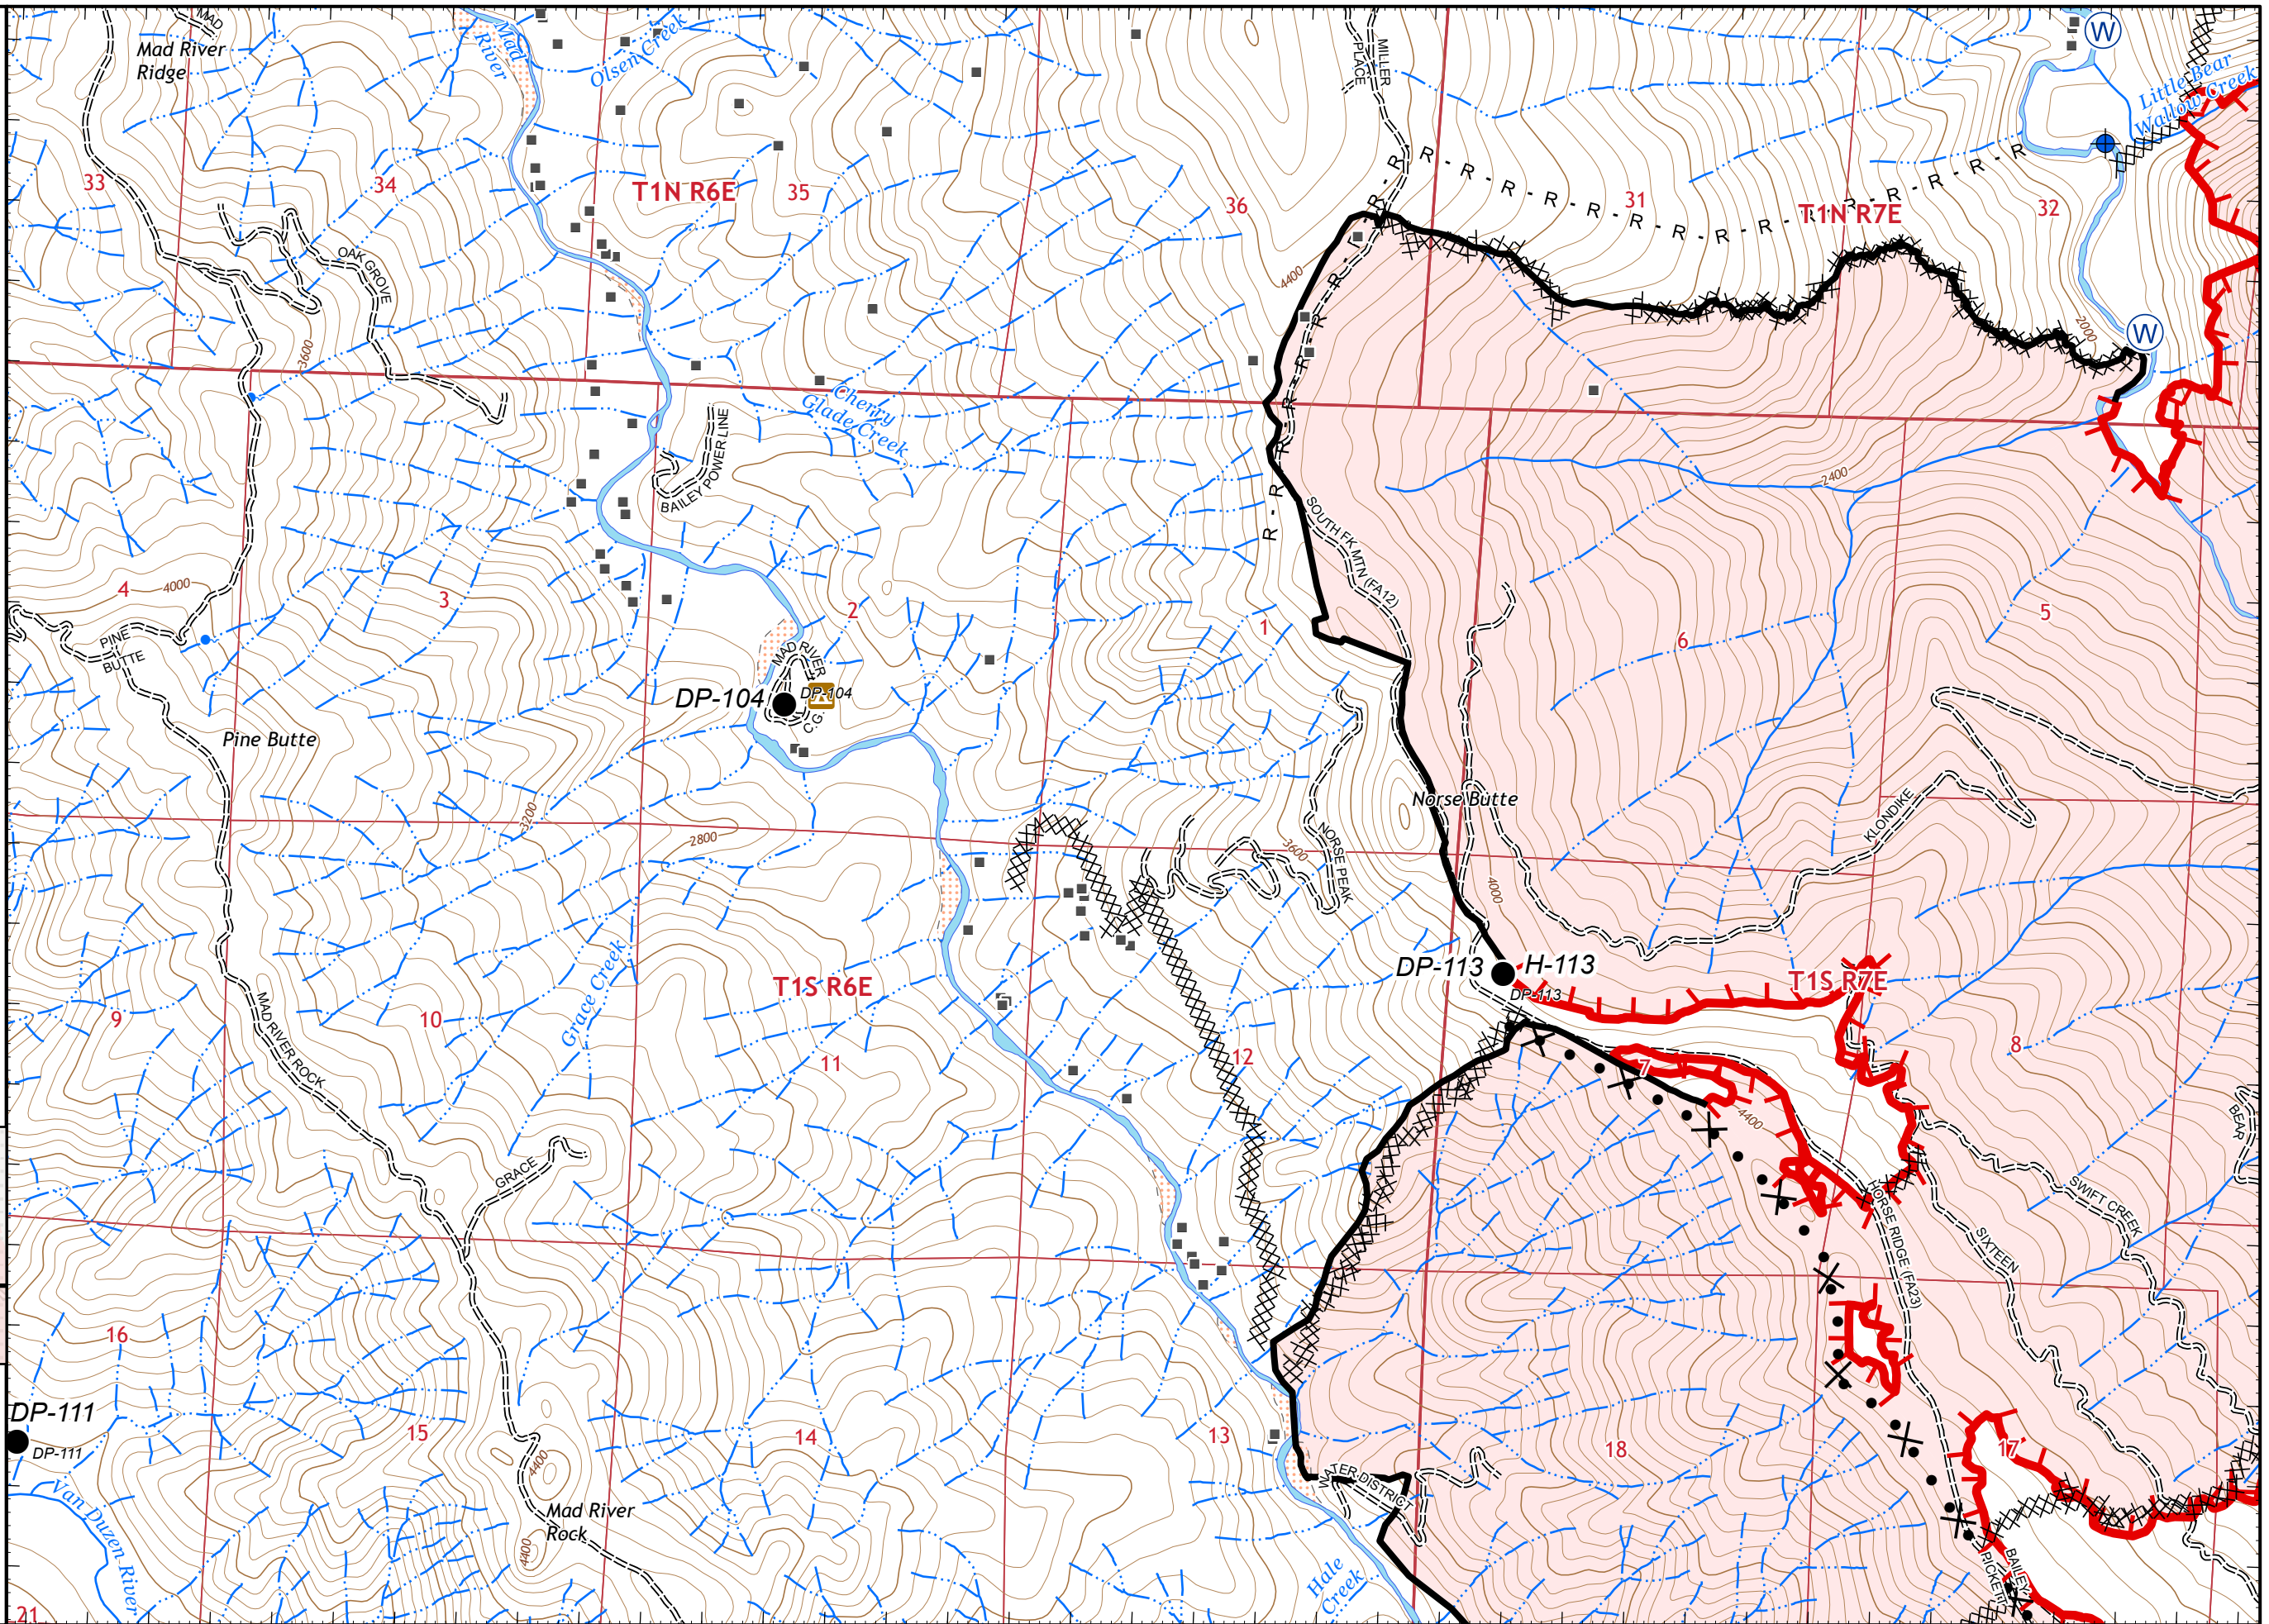 MAD
Mad River
Ridge
Mad
River
Olsen Creek
MILLER
PLACE
W
Little Bear
Wallow Creek
33
34
T1N R6E
35
36
R - R - R - R - R - R - R - R - R - R - R - R - R - R - R
31
T1N R7E
32
OAK GROVE
4400
3600
2000
W
Cherry
Glade Creek
BAILEY POWER LINE
R - R - R - R - R - R - R - R
2400
SOUTH FK MTN (FA12)
4
4000
3
2
1
6
5
PINE
BUTTE
MAD RIVER
C.G.
DP-104
DP-104
Pine Butte
Norse Butte
3200
2800
3600
NORSE PEAK
KLONDIKE
4000
Grace Creek
T1S R6E
DP-113
H-113
DP-113
T1S R7E
9
MAD RIVER ROCK
10
11
12
7
8
4400
BEAR
GRACE
HORSE RIDGE (FA23)
SWIFT CREEK
SIXTEEN
16
DP-111
DP-111
15
14
13
18
17
4400
WATER DISTRICT
Van Duzen River
Mad River
Rock
4400
Hale
Creek
PICKETT
BAILEY
21